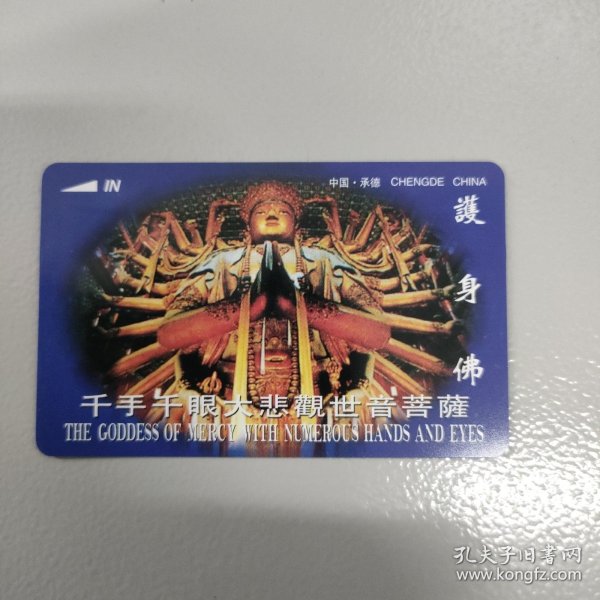 IN
中国·承德 CHENGDE CHINA
護身佛
千手千眼大悲觀世音菩薩
THE GODDESS OF MERCY WITH NUMEROUS HANDS AND EYES
孔夫子旧書网
www.kongfz.com